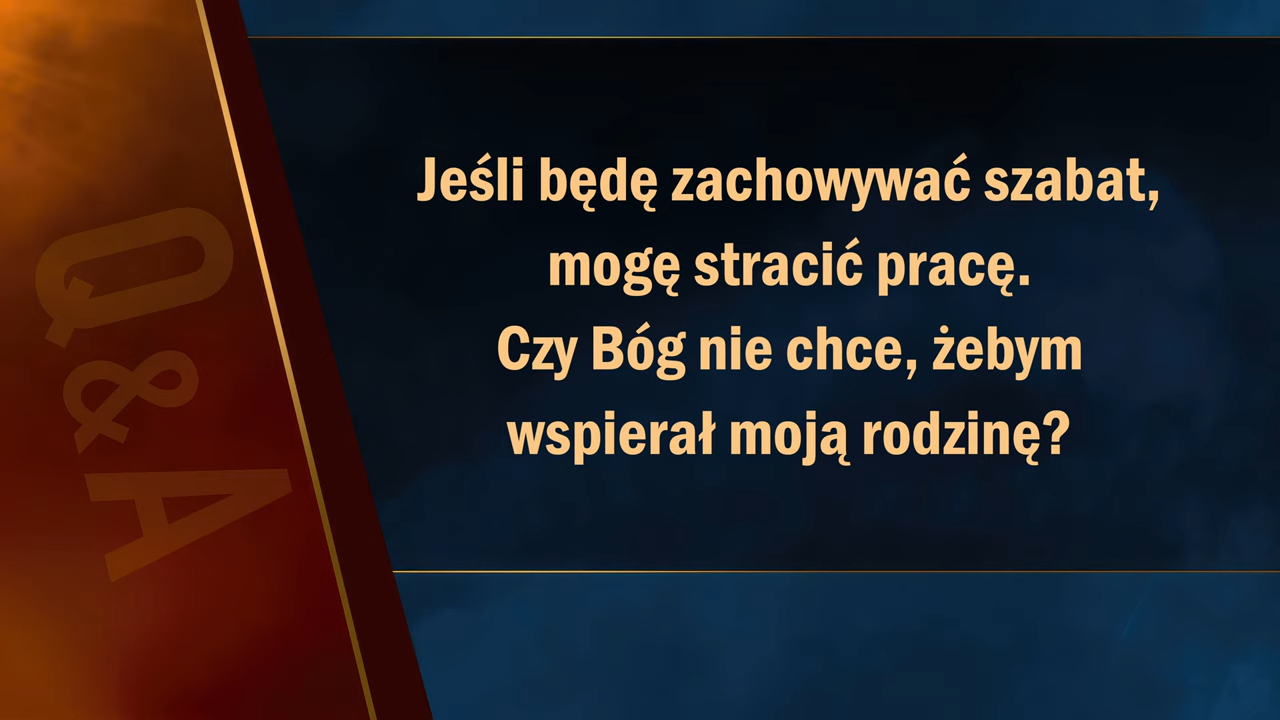 Q & A
Jeśli będę zachowywać szabat,
mogę stracić pracę.
Czy Bóg nie chce, żebym
wspierał moją rodzinę?